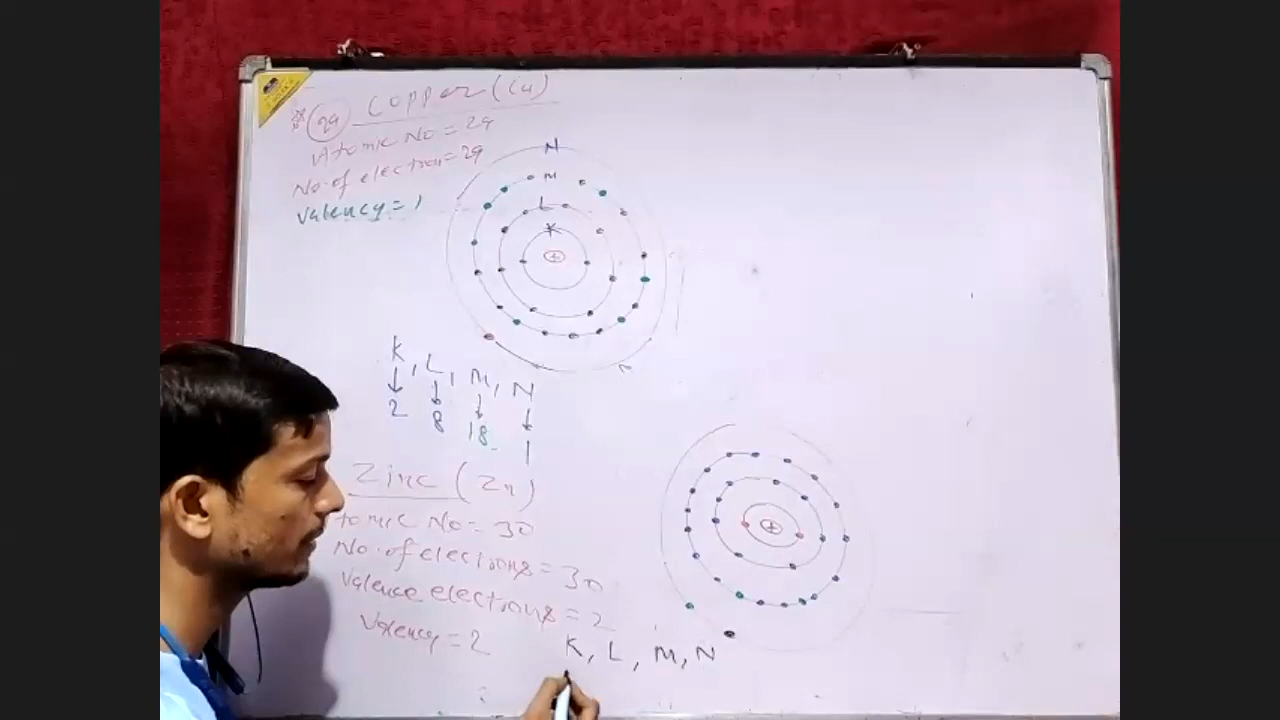 29 Copper (Cu)
Atomic No = 29
No. of electron = 29
Valency = 1
N
M
L
K
+
K, L, M, N
2 8 18 1
Zinc (Zn)
tomic No = 30
No. of electrons = 30
Valence electrons = 2
Valency = 2
+
K, L, M, N